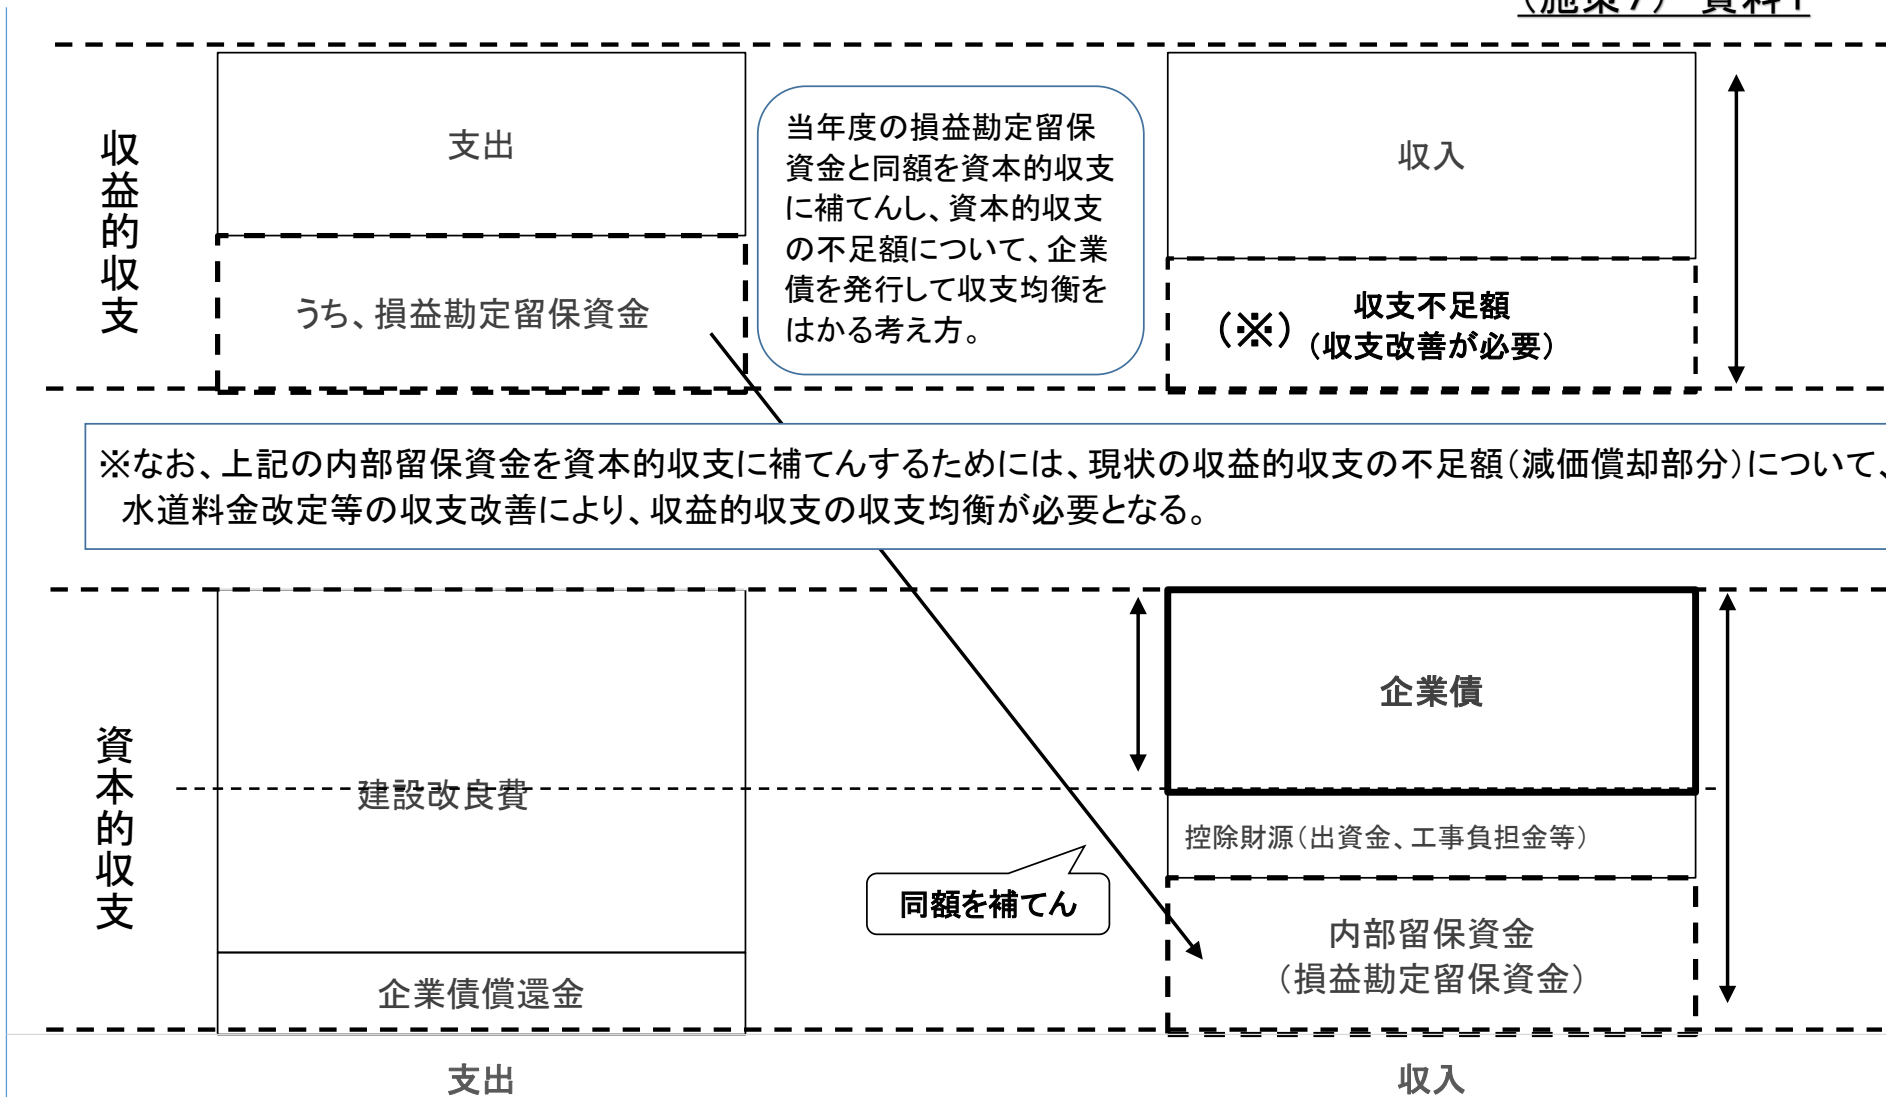 （施策7） 資料1
収益的収支
支出
うち、損益勘定留保資金
当年度の損益勘定留保
資金と同額を資本的収支
に補てんし、資本的収支
の不足額について、企業
債を発行して収支均衡を
はかる考え方。
収入
（※）
収支不足額
（収支改善が必要）
※なお、上記の内部留保資金を資本的収支に補てんするためには、現状の収益的収支の不足額（減価償却部分）について、
水道料金改定等の収支改善により、収益的収支の収支均衡が必要となる。
資本的収支
建設改良費
企業債償還金
企業債
控除財源（出資金、工事負担金等）
同額を補てん
内部留保資金
（損益勘定留保資金）
支出
収入